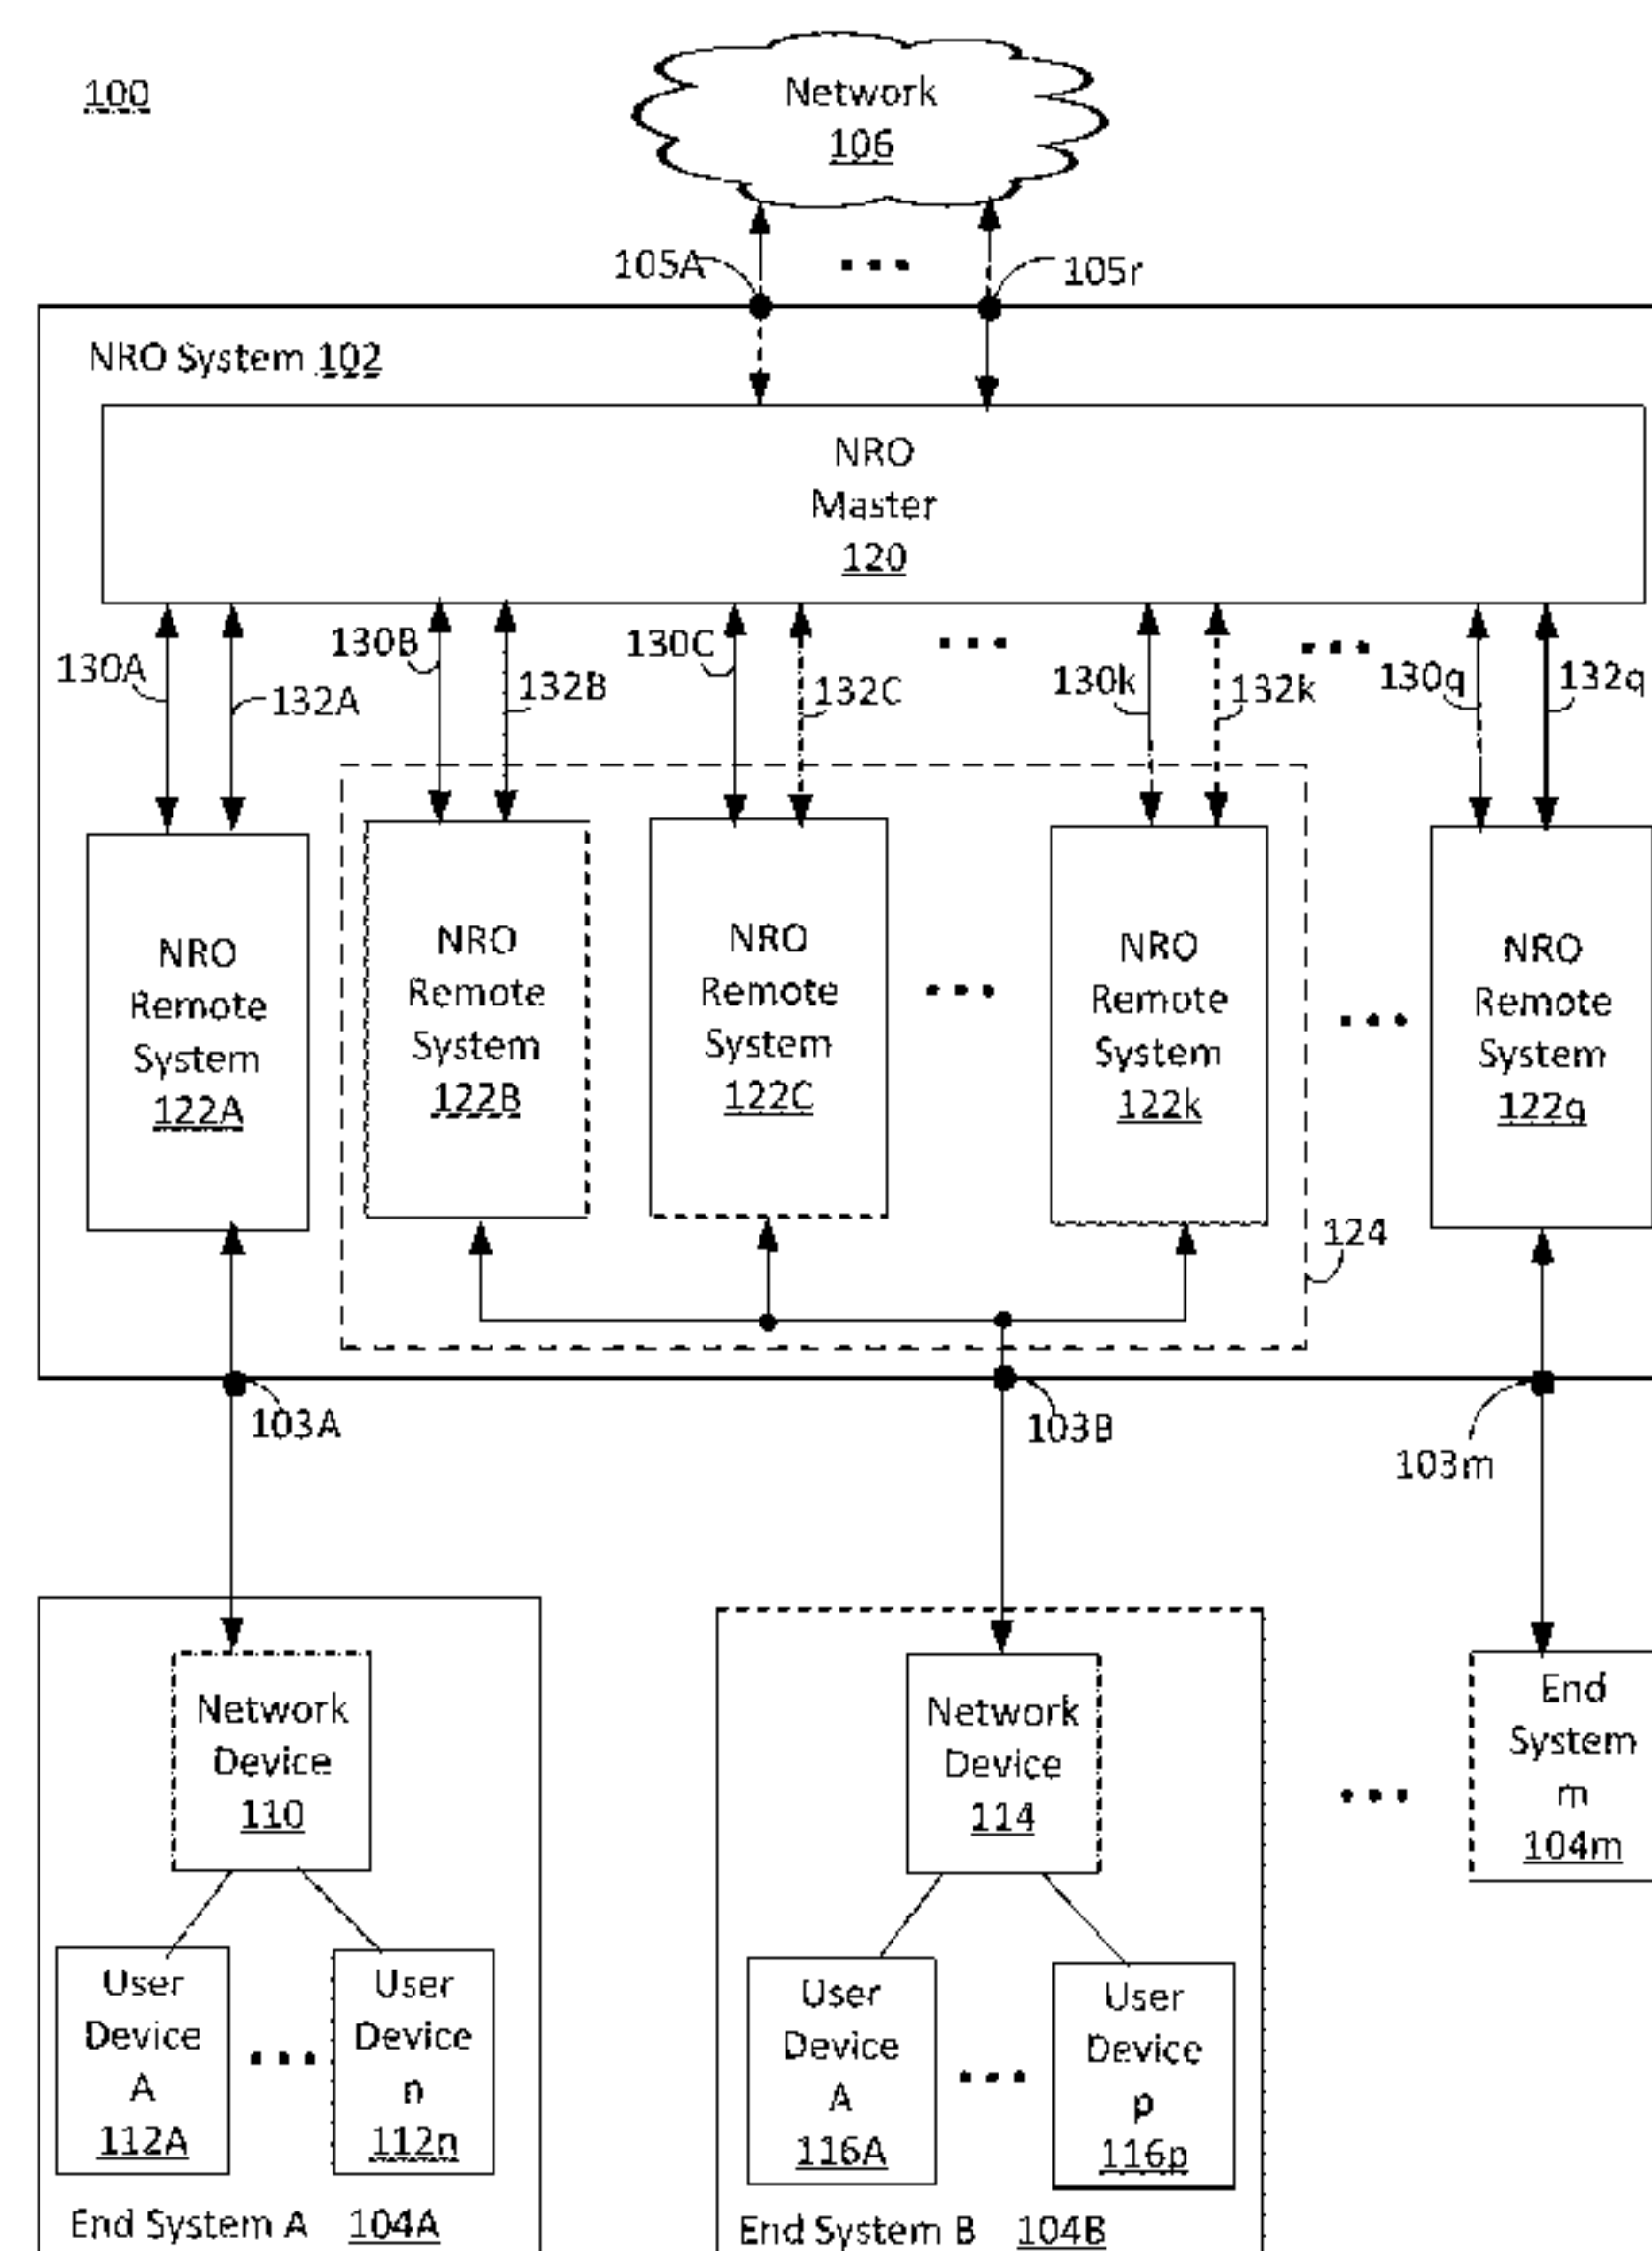 100
Network
106
105A
105r
NRO System 102
NRO
Master
120
130A
132A
130B
132B
130C
132C
130k
132k
130q
132q
NRO
Remote
System
122A
NRO
Remote
System
122B
NRO
Remote
System
122C
NRO
Remote
System
122k
NRO
Remote
System
122q
124
103A
103B
103m
Network
Device
110
User
Device
A
112A
User
Device
n
112n
End System A 104A
Network
Device
114
User
Device
A
116A
User
Device
p
116p
End System B 104B
End
System
m
104m